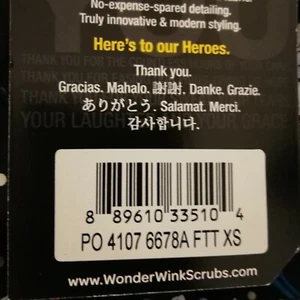 No-expense-spared detailing.
Truly innovative & modern styling.
Here's to our Heroes.
Thank you.
Gracias. Mahalo. 謝謝. Danke. Grazie.
ありがとう. Salamat. Merci.
감사합니다.
8 89610 33510 4
PO 4107 6678A FTT XS
www.WonderWinkScrubs.com